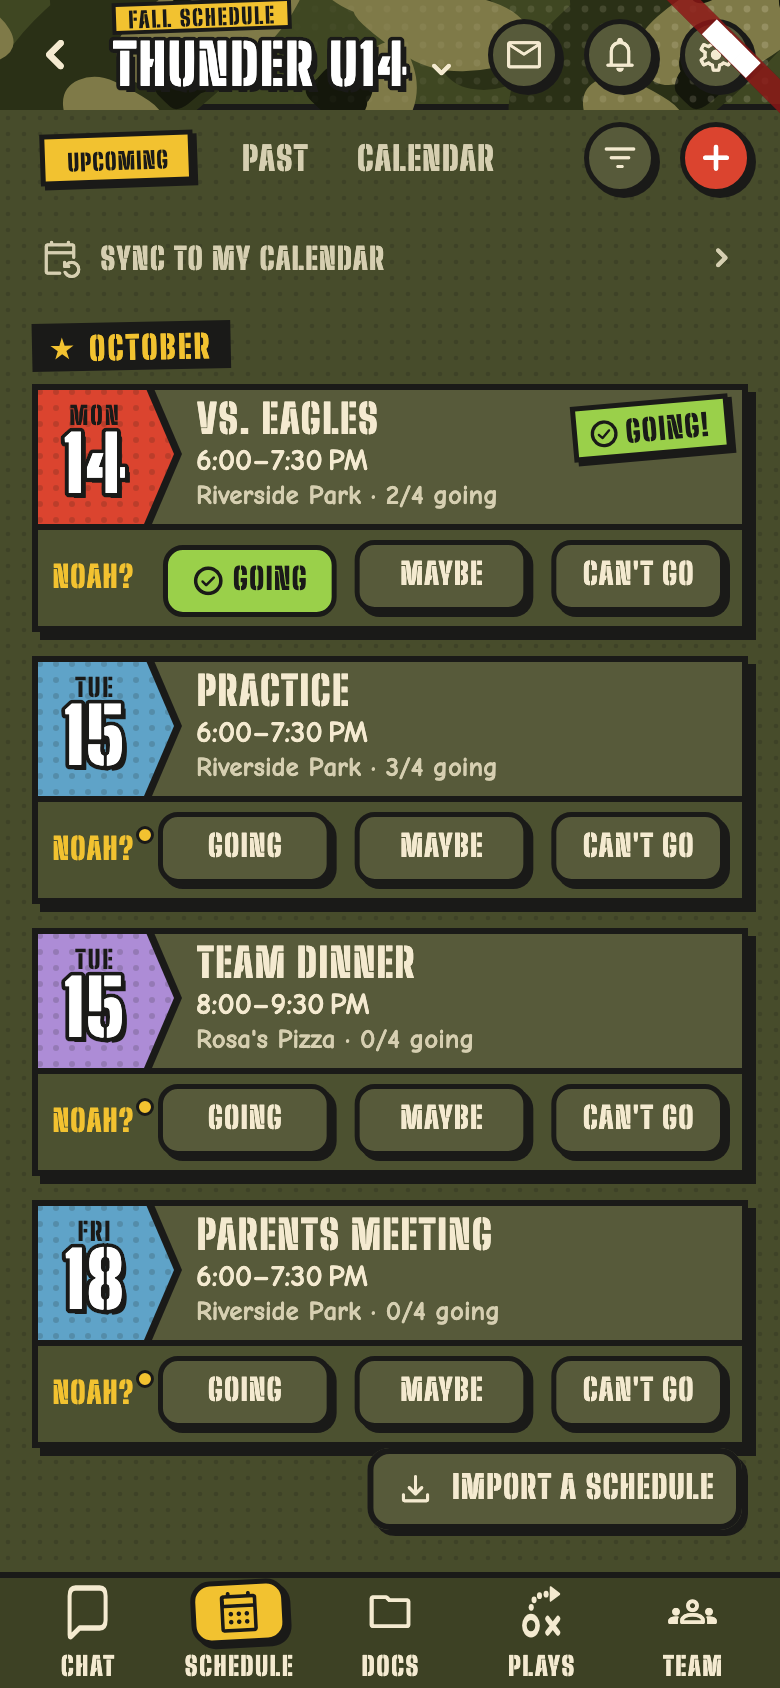 FALL SCHEDULE
THUNDER U14
UPCOMING PAST CALENDAR
SYNC TO MY CALENDAR
★ OCTOBER
MON
14
VS. EAGLES
6:00–7:30 PM
Riverside Park · 2/4 going
GOING!
NOAH? GOING MAYBE CAN'T GO
TUE
15
PRACTICE
6:00–7:30 PM
Riverside Park · 3/4 going
NOAH? GOING MAYBE CAN'T GO
TUE
15
TEAM DINNER
8:00–9:30 PM
Rosa's Pizza · 0/4 going
NOAH? GOING MAYBE CAN'T GO
FRI
18
PARENTS MEETING
6:00–7:30 PM
Riverside Park · 0/4 going
NOAH? GOING MAYBE CAN'T GO
IMPORT A SCHEDULE
CHAT SCHEDULE DOCS PLAYS TEAM